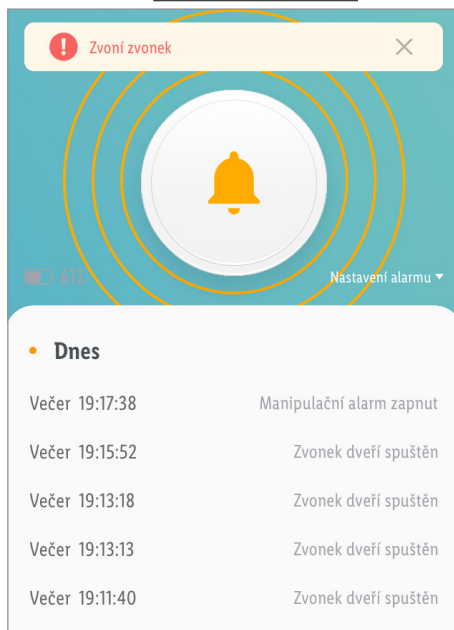 Zvoní zvonek
61%
Nastavení alarmu
Dnes
Večer 19:17:38 Manipulační alarm zapnut
Večer 19:15:52 Zvonek dveří spuštěn
Večer 19:13:18 Zvonek dveří spuštěn
Večer 19:13:13 Zvonek dveří spuštěn
Večer 19:11:40 Zvonek dveří spuštěn